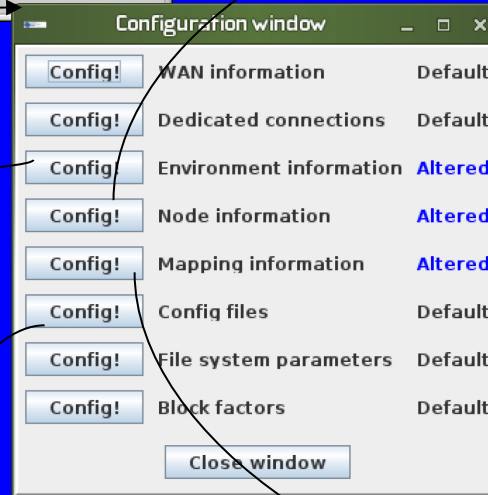 Configuration window
Config! WAN information Default
Config! Dedicated connections Default
Config! Environment information Altered
Config! Node information Altered
Config! Mapping information Altered
Config! Config files Default
Config! File system parameters Default
Config! Block factors Default
Close window